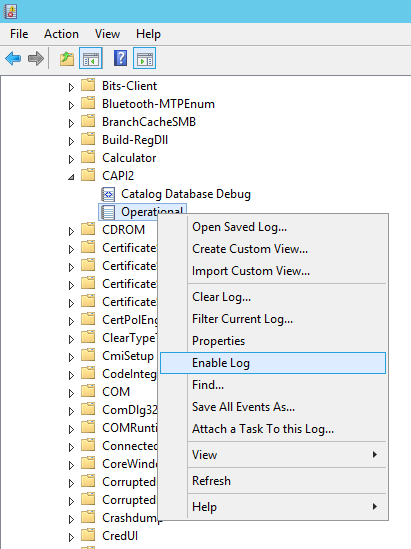 File Action View Help
Bits-Client
Bluetooth-MTPEnum
BranchCacheSMB
Build-RegDll
Calculator
CAPI2
Catalog Database Debug
Operational
CDROM
Certificate
Certificate
Certificate
Certificate
CertPolEng
ClearType
CmiSetup
CodeInteg
COM
ComDlg32
COMRunti
Connected
CoreWindo
Corrupted
Corrupted
Crashdump
CredUI
Open Saved Log...
Create Custom View...
Import Custom View...
Clear Log...
Filter Current Log...
Properties
Enable Log
Find...
Save All Events As...
Attach a Task To this Log...
View
Refresh
Help